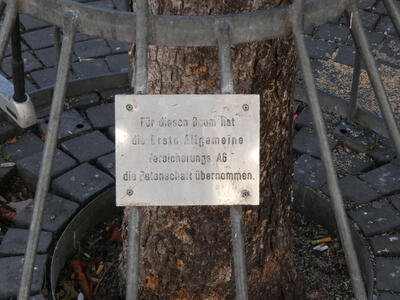 Für diesen Baum hat
die Erste Allgemeine
Versicherungs AG
die Patenschaft übernommen.